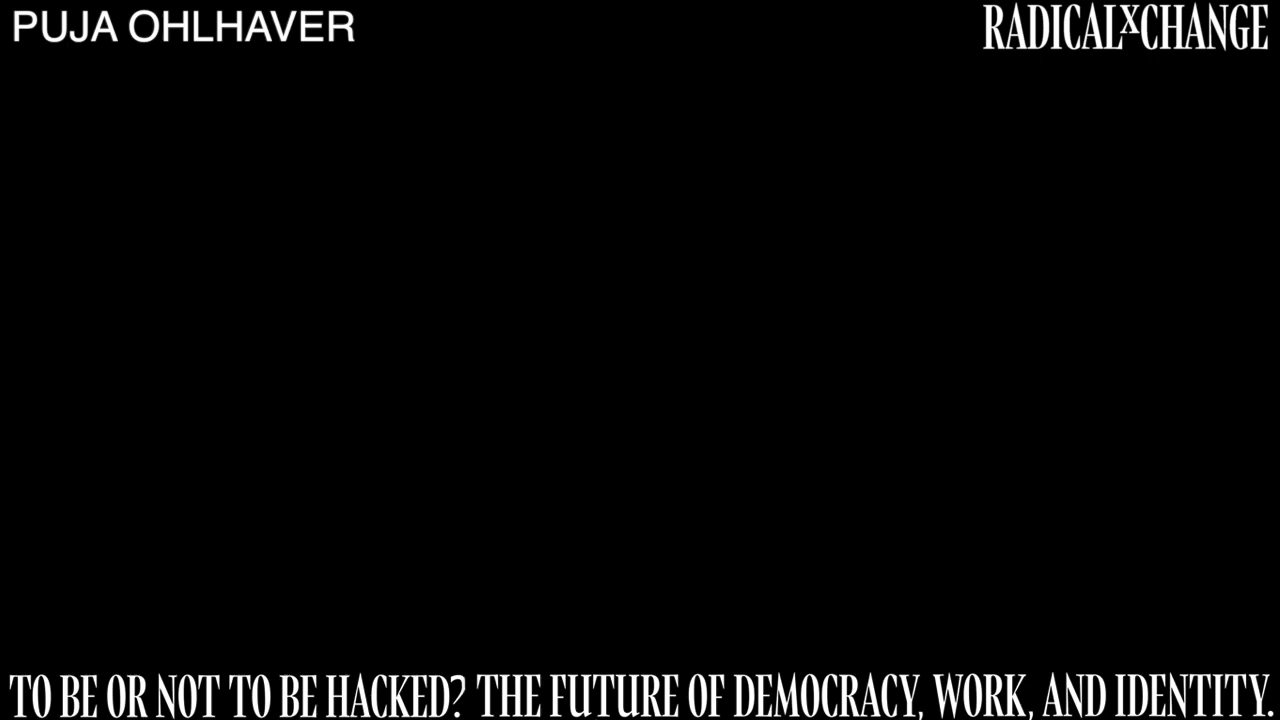 PUJA OHLHAVER
RADICALXCHANGE
TO BE OR NOT TO BE HACKED? THE FUTURE OF DEMOCRACY, WORK, AND IDENTITY.